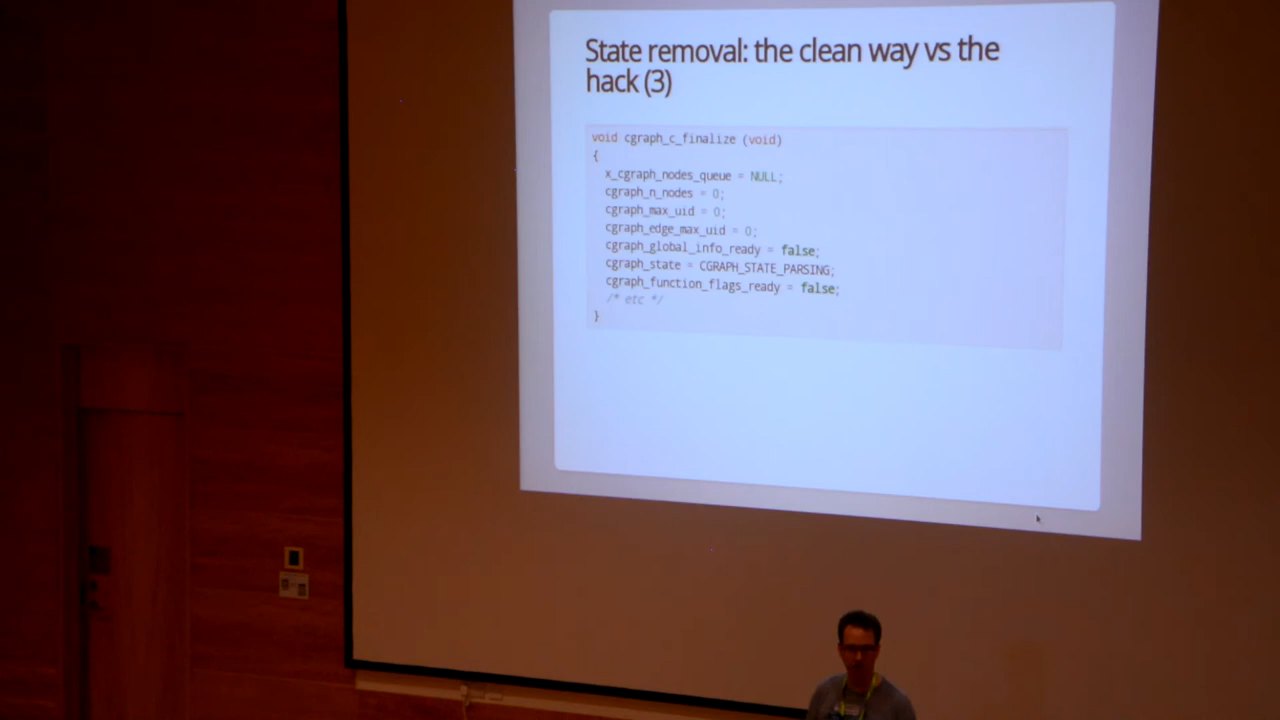 State removal: the clean way vs the
hack (3)
void cgraph_c_finalize (void)
{
x_cgraph_nodes_queue = NULL;
cgraph_n_nodes = 0;
cgraph_max_uid = 0;
cgraph_edge_max_uid = 0;
cgraph_global_info_ready = false;
cgraph_state = CGRAPH_STATE_PARSING;
cgraph_function_flags_ready = false;
/* etc */
}